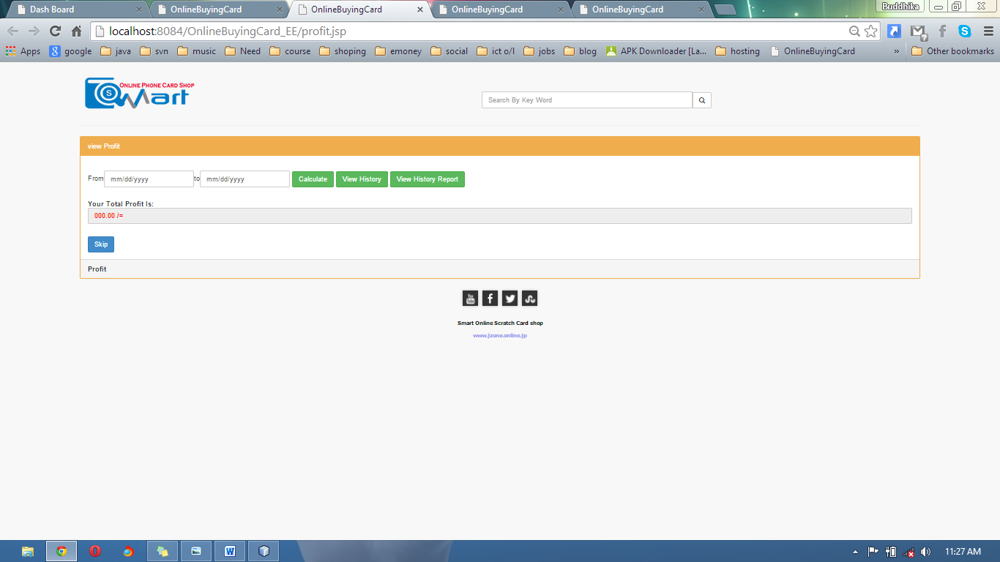 Dash Board OnlineBuyingCard OnlineBuyingCard OnlineBuyingCard OnlineBuyingCard Buddhika
localhost:8084/OnlineBuyingCard_EE/profit.jsp
Apps google java svn music Need course shoping emoney social ict o/l jobs blog APK Downloader [La... hosting OnlineBuyingCard » Other bookmarks
ONLINE PHONE CARD SHOP
S
Mart
Search By Key Word
view Profit
From mm/dd/yyyy to mm/dd/yyyy Calculate View History View History Report
Your Total Profit Is:
000.00 /=
Skip
Profit
You
Smart Online Scratch Card shop
www.jzone.online.jp
11:27 AM